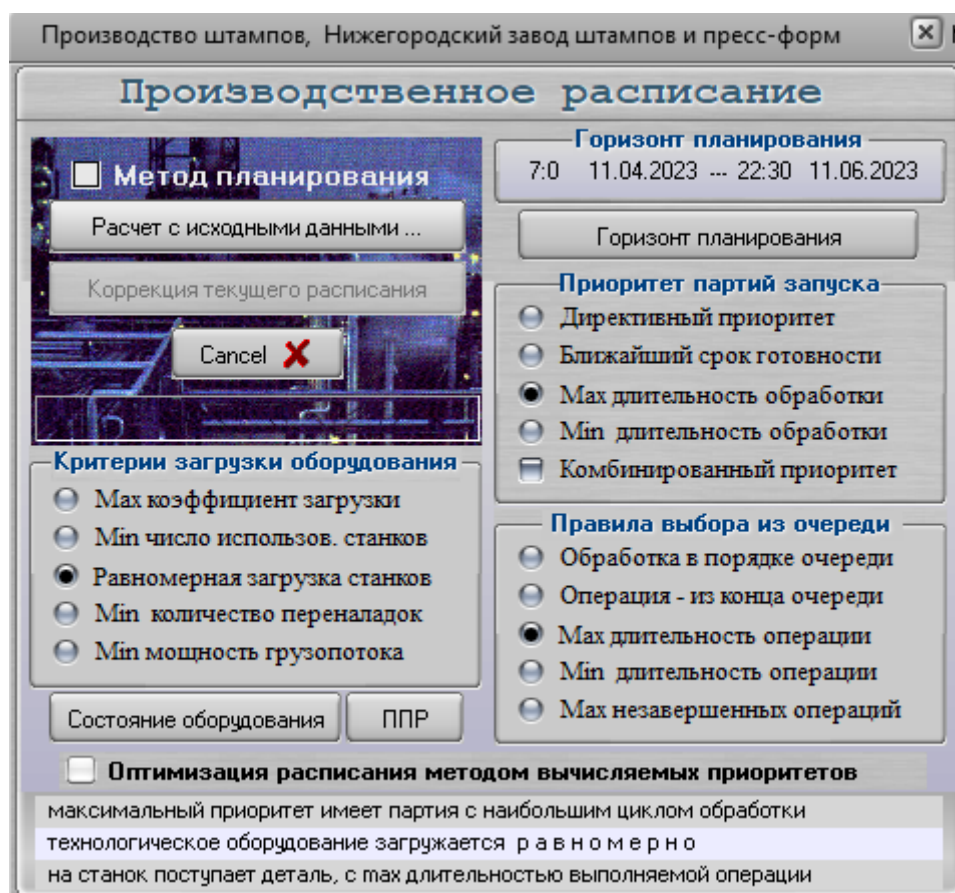 Производство штампов, Нижегородский завод штампов и пресс-форм
Производственное расписание
Метод планирования
Расчет с исходными данными ...
Коррекция текущего расписания
Cancel
Критерии загрузки оборудования
Max коэффициент загрузки
Min число использов. станков
Равномерная загрузка станков
Min количество переналадок
Min мощность грузопотока
Состояние оборудования
ППР
Горизонт планирования
7:0 11.04.2023 --- 22:30 11.06.2023
Горизонт планирования
Приоритет партий запуска
Директивный приоритет
Ближайший срок готовности
Max длительность обработки
Min длительность обработки
Комбинированный приоритет
Правила выбора из очереди
Обработка в порядке очереди
Операция - из конца очереди
Max длительность операции
Min длительность операции
Max незавершенных операций
Оптимизация расписания методом вычисляемых приоритетов
максимальный приоритет имеет партия с наибольшим циклом обработки
технологическое оборудование загружается р а в н о м е р н о
на станок поступает деталь, с max длительностью выполняемой операции